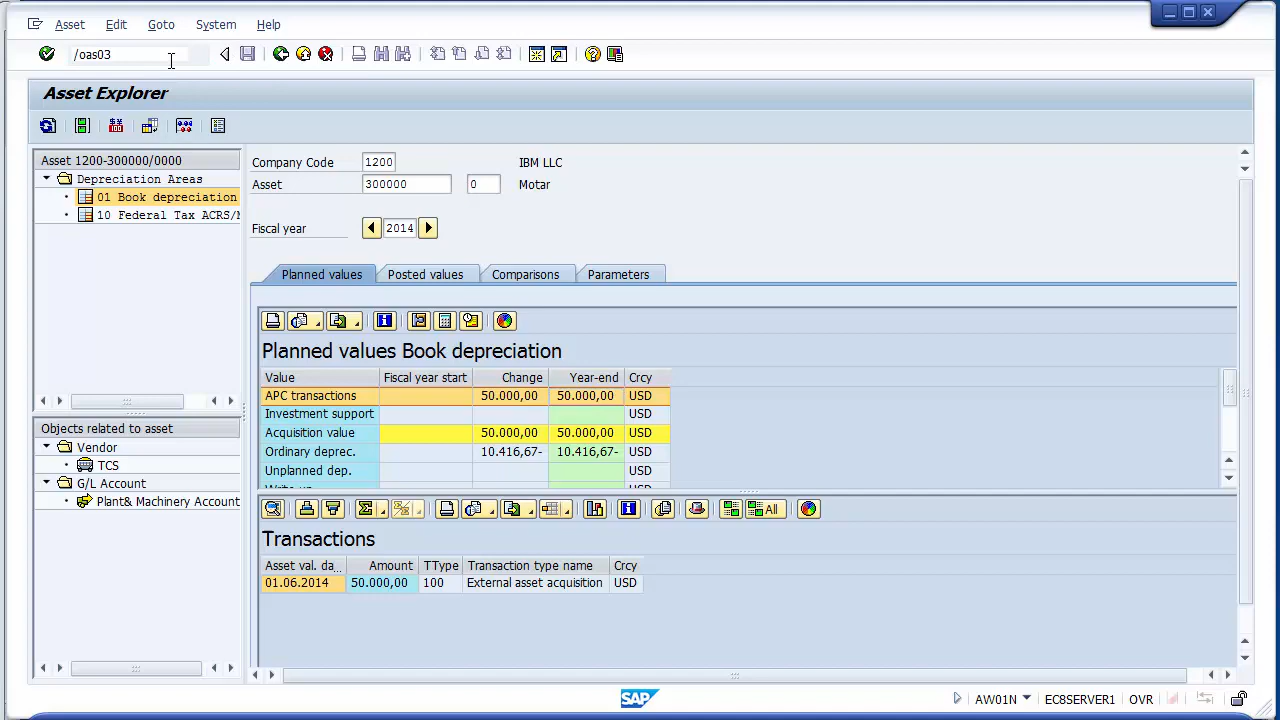 Asset Edit Goto System Help
/oas03
Asset Explorer
Asset 1200-300000/0000
Depreciation Areas
01 Book depreciation
10 Federal Tax ACRS/M
Company Code 1200 IBM LLC
Asset 300000 0 Motar
Fiscal year 2014
Planned values Posted values Comparisons Parameters
Planned values Book depreciation
Value Fiscal year start Change Year-end Crcy
APC transactions 50.000,00 50.000,00 USD
Investment support USD
Acquisition value 50.000,00 50.000,00 USD
Ordinary deprec. 10.416,67- 10.416,67- USD
Unplanned dep. USD
Objects related to asset
Vendor
TCS
G/L Account
Plant& Machinery Account
All
Transactions
Asset val. da... Amount TType Transaction type name Crcy
01.06.2014 50.000,00 100 External asset acquisition USD
SAP AW01N EC8SERVER1 OVR